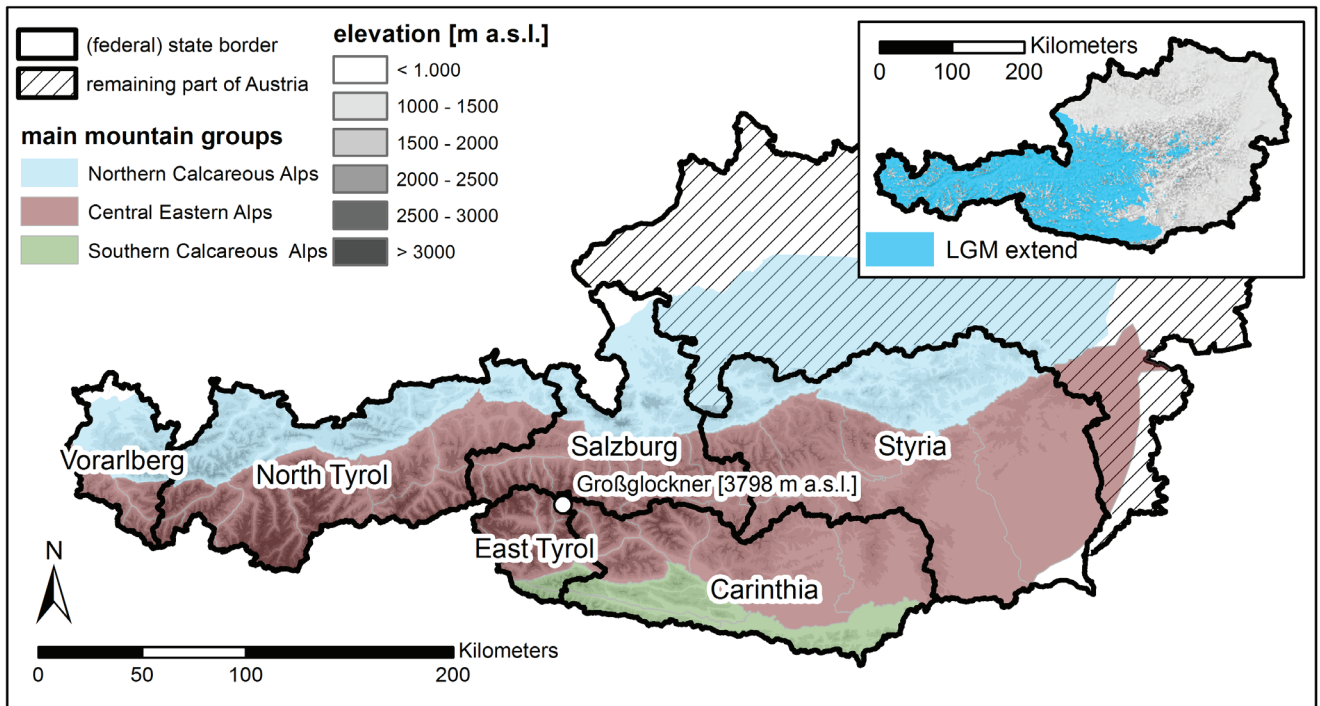 (federal) state border
remaining part of Austria
main mountain groups
Northern Calcareous Alps
Central Eastern Alps
Southern Calcareous Alps
elevation [m a.s.l.]
< 1.000
1000 - 1500
1500 - 2000
2000 - 2500
2500 - 3000
> 3000
Kilometers
0 100 200
LGM extend
Vorarlberg
North Tyrol
Salzburg
Styria
Großglockner [3798 m a.s.l.]
East Tyrol
Carinthia
N
Kilometers
0 50 100 200